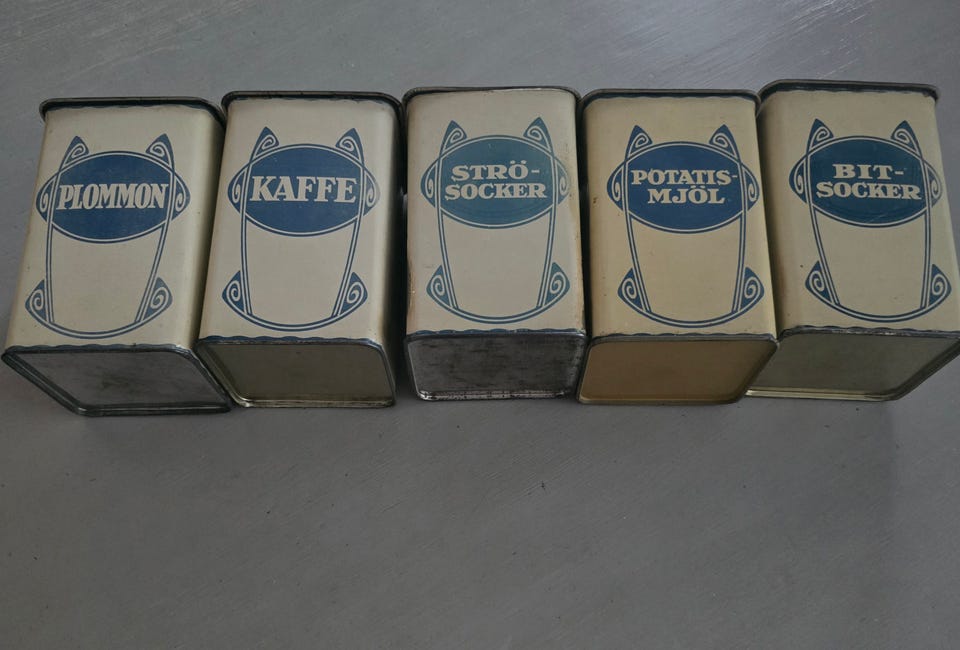 PLOMMON
KAFFE
STRÖ-
SOCKER
POTATIS-
MJÖL
BIT-
SOCKER